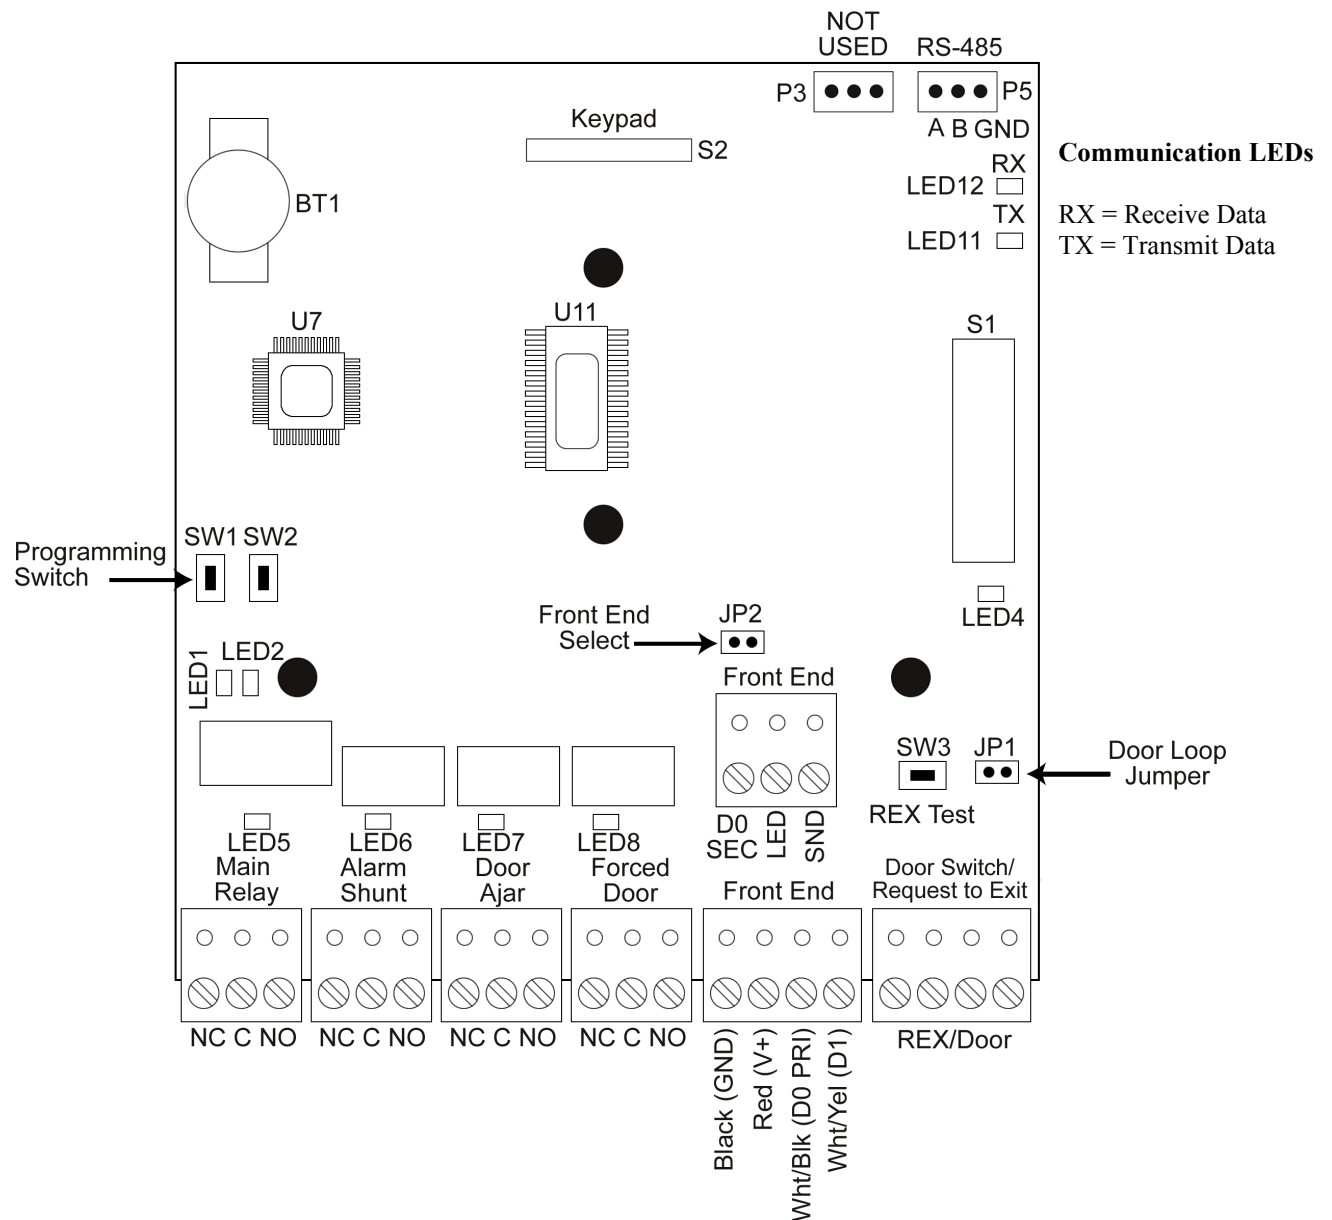 NOT
USED
RS-485
P3
P5
A B GND
Keypad
S2
Communication LEDs
RX
LED12
BT1
TX
RX = Receive Data
LED11
TX = Transmit Data
U7
U11
S1
SW1 SW2
Programming
Switch
Front End
Select
JP2
LED4
LED1
LED2
Front End
SW3
JP1
Door Loop
Jumper
REX Test
D0
SEC
LED
SND
LED5
Main
Relay
LED6
Alarm
Shunt
LED7
Door
Ajar
LED8
Forced
Door
Front End
Door Switch/
Request to Exit
NC C NO
NC C NO
NC C NO
NC C NO
Black (GND)
Red (V+)
Wht/Blk (D0 PRI)
Wht/Yel (D1)
REX/Door